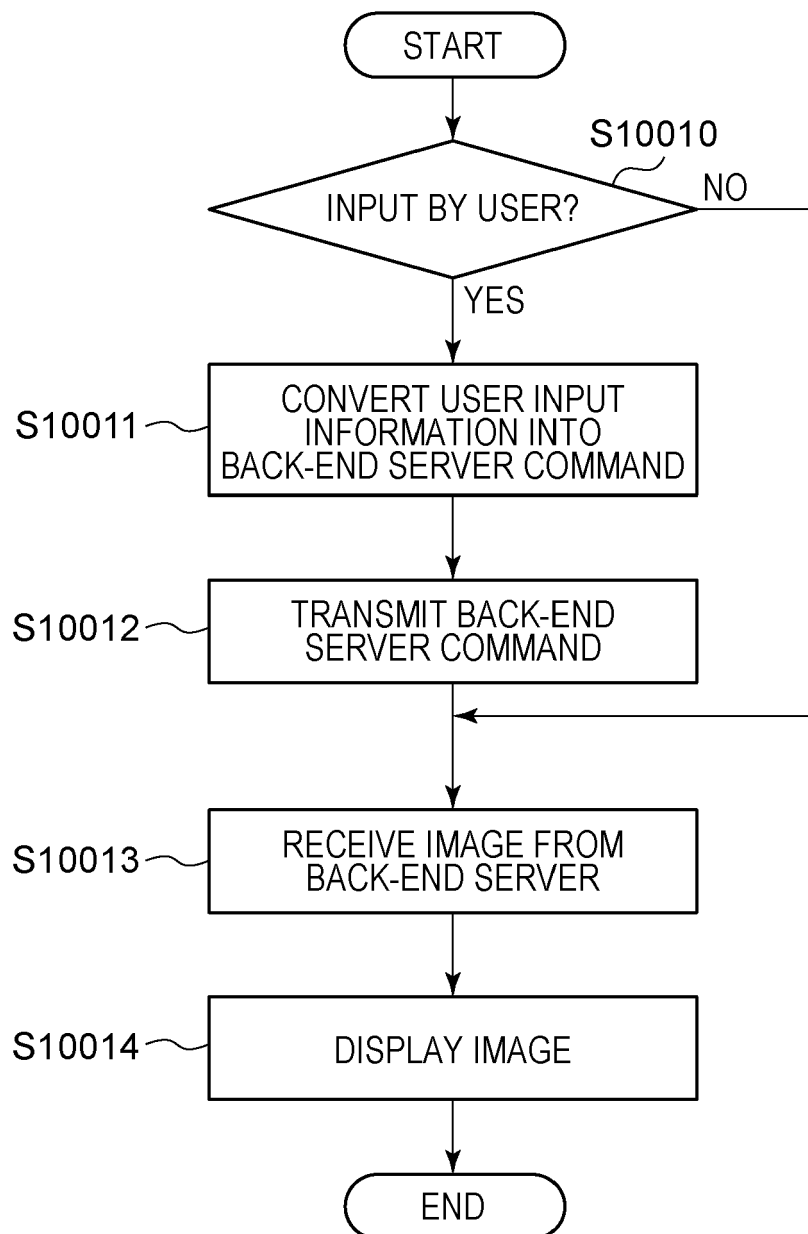 START
S10010
INPUT BY USER?
NO
YES
S10011
CONVERT USER INPUT
INFORMATION INTO
BACK-END SERVER COMMAND
S10012
TRANSMIT BACK-END
SERVER COMMAND
S10013
RECEIVE IMAGE FROM
BACK-END SERVER
S10014
DISPLAY IMAGE
END